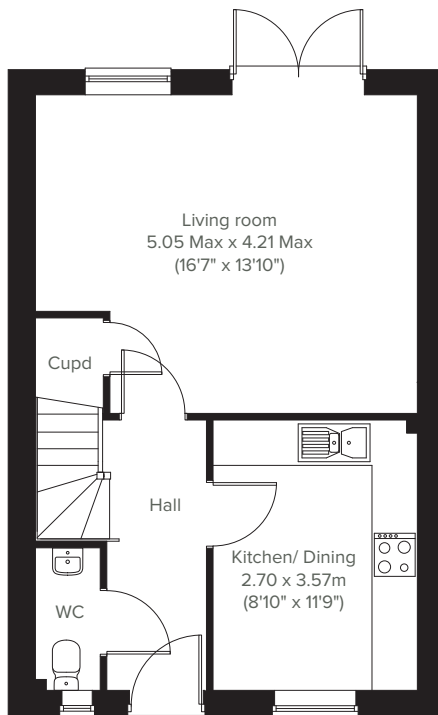 Living room
5.05 Max x 4.21 Max
(16'7" x 13'10")
Cupd
Hall
Kitchen/ Dining
2.70 x 3.57m
(8'10" x 11'9")
WC